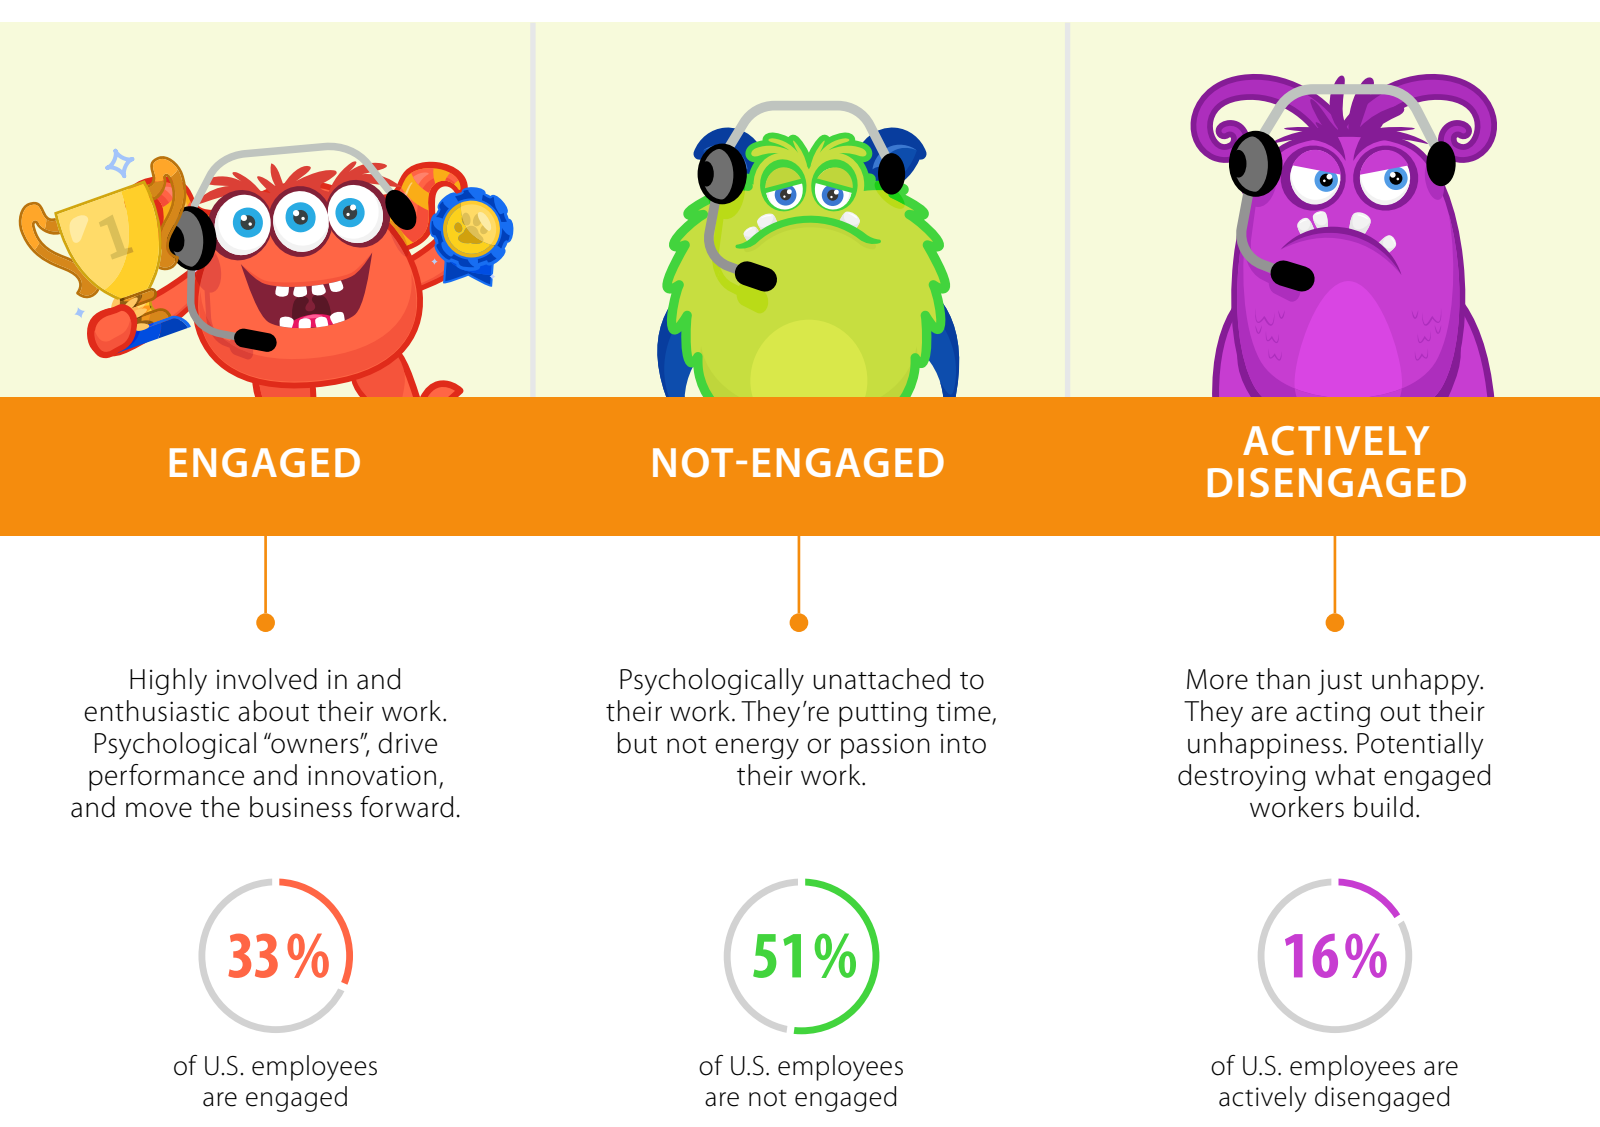 1
ENGAGED
NOT-ENGAGED
ACTIVELY
DISENGAGED
Highly involved in and
enthusiastic about their work.
Psychological “owners”, drive
performance and innovation,
and move the business forward.
Psychologically unattached to
their work. They’re putting time,
but not energy or passion into
their work.
More than just unhappy.
They are acting out their
unhappiness. Potentially
destroying what engaged
workers build.
33%
of U.S. employees
are engaged
51%
of U.S. employees
are not engaged
16%
of U.S. employees are
actively disengaged